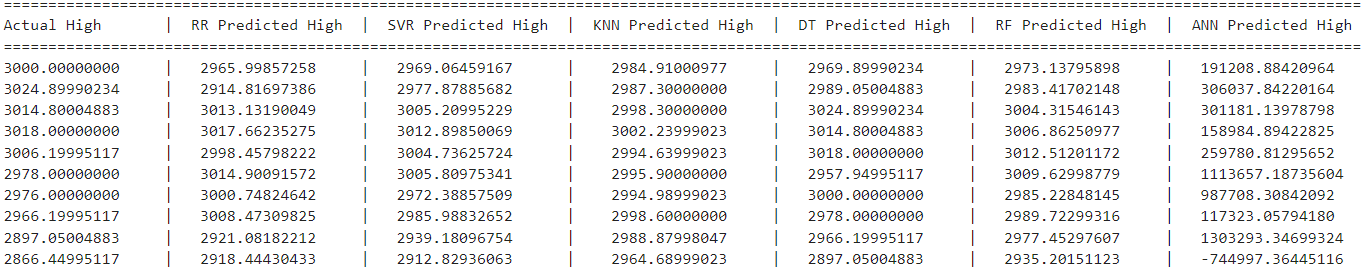 Actual High | RR Predicted High | SVR Predicted High | KNN Predicted High | DT Predicted High | RF Predicted High | ANN Predicted High
3000.00000000 | 2965.99857258 | 2969.06459167 | 2984.91000977 | 2969.89990234 | 2973.13795898 | 191208.88420964
3024.89990234 | 2914.81697386 | 2977.87885682 | 2987.30000000 | 2989.05004883 | 2983.41702148 | 306037.84220164
3014.80004883 | 3013.13190049 | 3005.20995229 | 2998.30000000 | 3024.89990234 | 3004.31546143 | 301181.13978798
3018.00000000 | 3017.66235275 | 3012.89850069 | 3002.23999023 | 3014.80004883 | 3006.86250977 | 158984.89422825
3006.19995117 | 2998.45798222 | 3004.73625724 | 2994.63999023 | 3018.00000000 | 3012.51201172 | 259780.81295652
2978.00000000 | 3014.90091572 | 3005.80975341 | 2995.90000000 | 2957.94995117 | 3009.62998779 | 1113657.18735604
2976.00000000 | 3000.74824642 | 2972.38857509 | 2994.98999023 | 3000.00000000 | 2985.22848145 | 987708.30842092
2966.19995117 | 3008.47309825 | 2985.98832652 | 2998.60000000 | 2978.00000000 | 2989.72299316 | 117323.05794180
2897.05004883 | 2921.08182212 | 2939.18096754 | 2988.87998047 | 2966.19995117 | 2977.45297607 | 1303293.34699324
2866.44995117 | 2918.44430433 | 2912.82936063 | 2964.68999023 | 2897.05004883 | 2935.20151123 | -744997.36445116